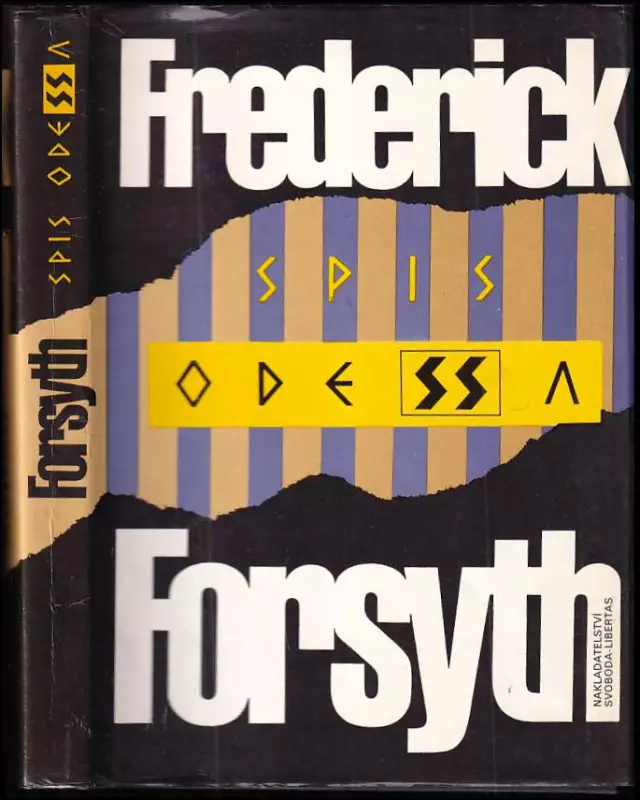 SPIS ODESSA
Forsyth
Frederick
SPIS
ODESSA
Forsyth
NAKLADATELSTVÍ
SVOBODA-LIBERTAS